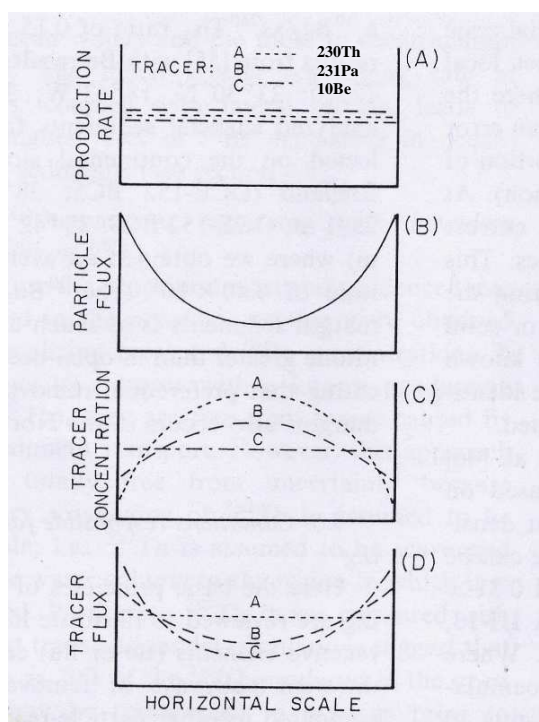 PRODUCTION RATE
TRACER: A 230Th
B 231Pa
C 10Be
(A)
PARTICLE FLUX
(B)
TRACER CONCENTRATION
A
B
C
(C)
TRACER FLUX
A
B
C
(D)
HORIZONTAL SCALE